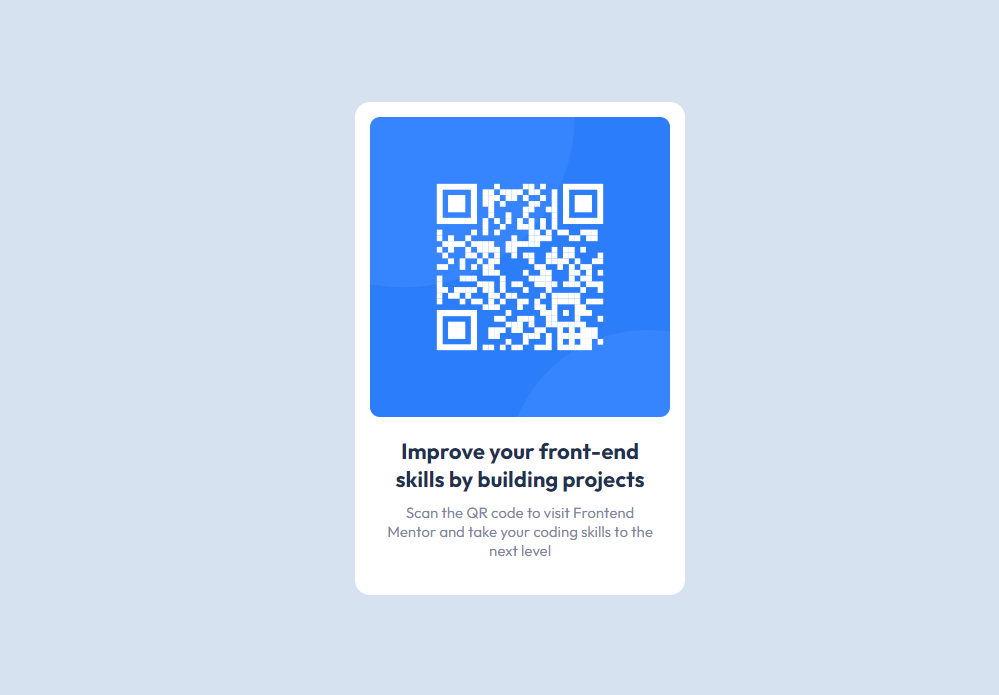 Improve your front-end
skills by building projects
Scan the QR code to visit Frontend
Mentor and take your coding skills to the
next level